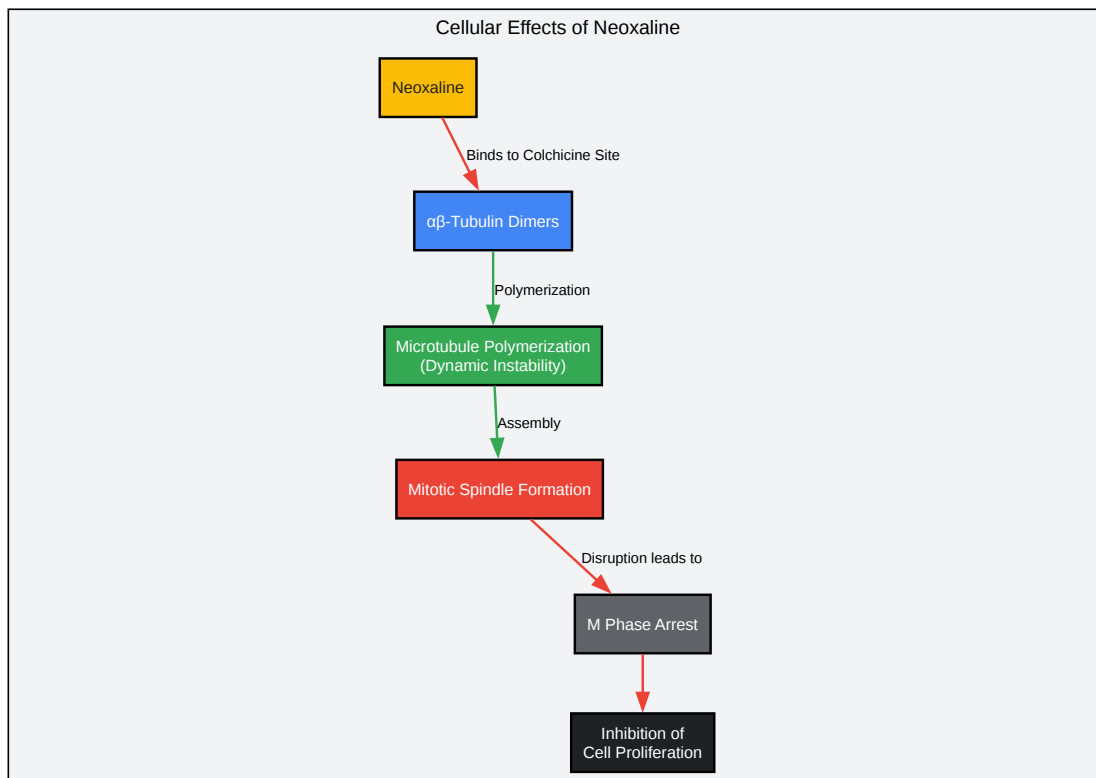 Cellular Effects of Neoxaline
Neoxaline
Binds to Colchicine Site
αβ-Tubulin Dimers
Polymerization
Microtubule Polymerization
(Dynamic Instability)
Assembly
Mitotic Spindle Formation
Disruption leads to
M Phase Arrest
Inhibition of
Cell Proliferation